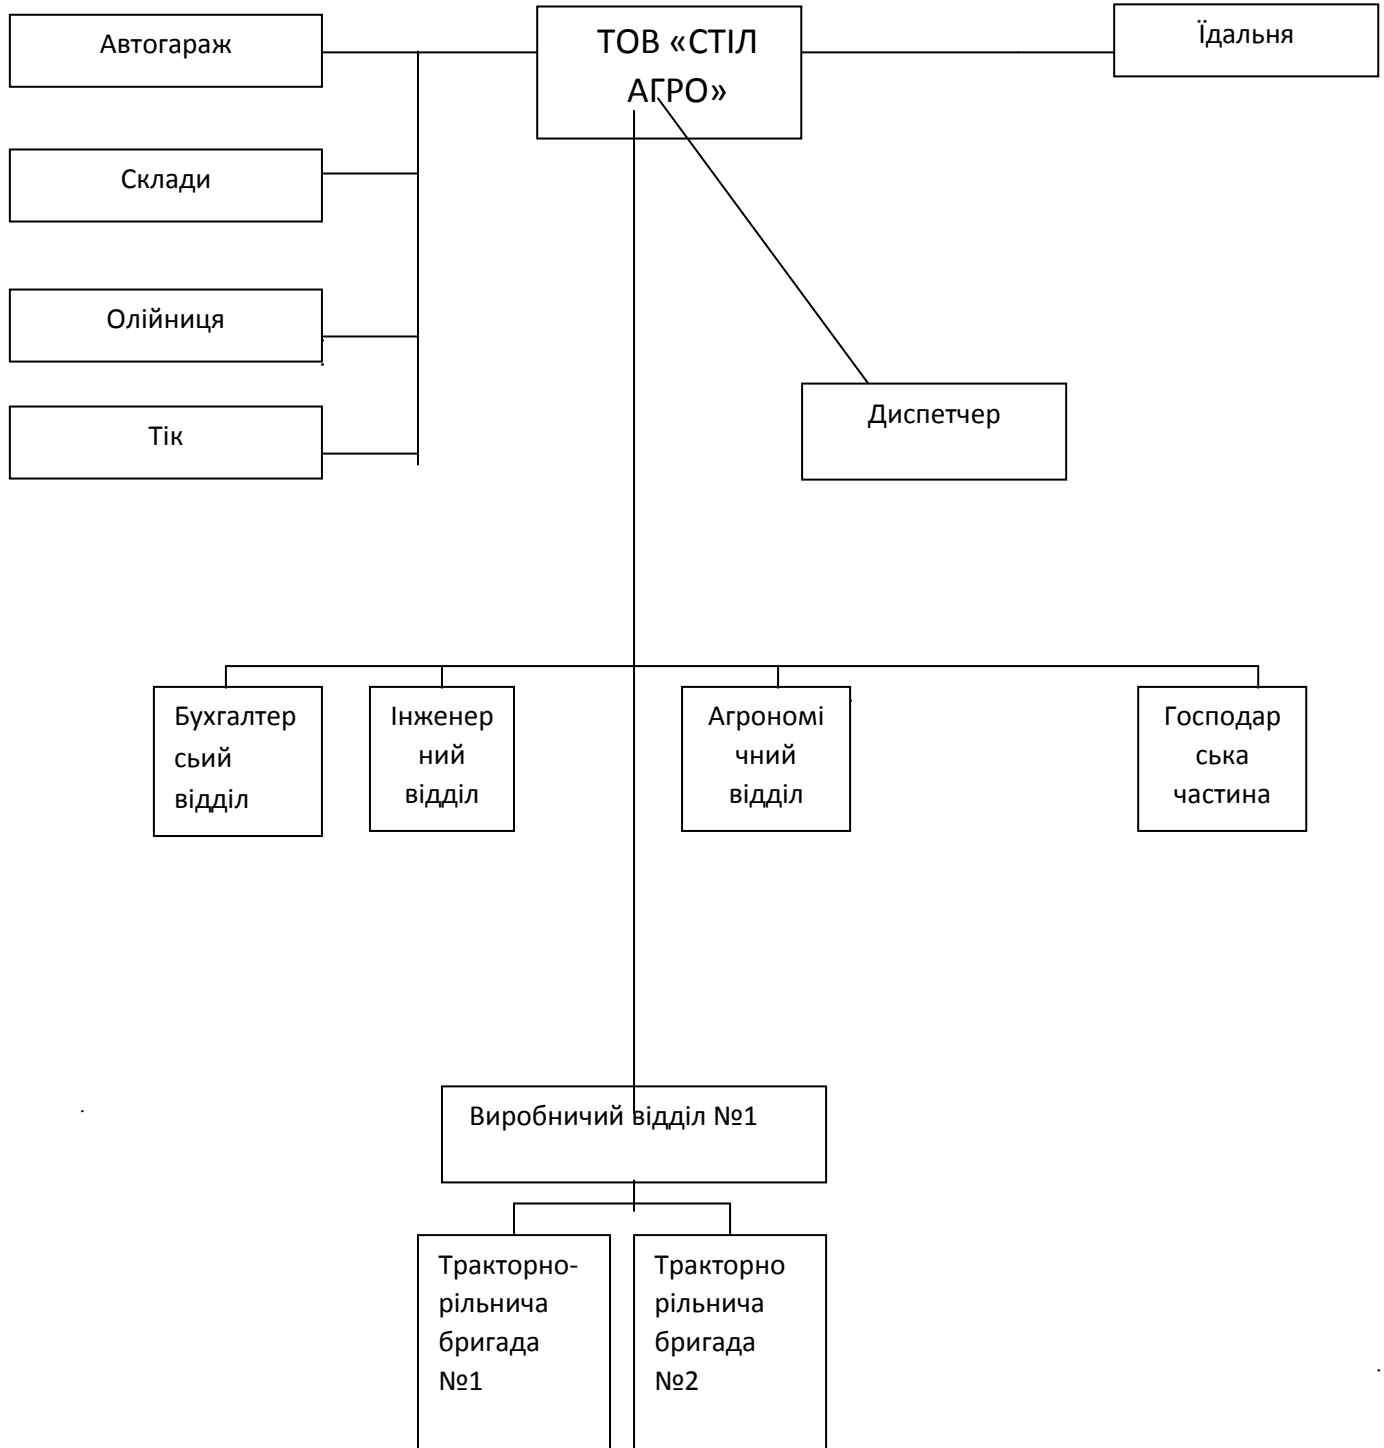 Автогараж
ТОВ «СТІЛ
АГРО»
Їдальня
Склади
Олійниця
Тік
Диспетчер
Бухгалтер
сьий
відділ
Інженер
ний
відділ
Агрономі
чний
відділ
Господар
ська
частина
Виробничий відділ №1
Тракторно-
рільнича
бригада
№1
Тракторно
рільнича
бригада
№2